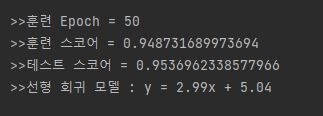 >>훈련 Epoch = 50
>>훈련 스코어 = 0.948731689973694
>>테스트 스코어 = 0.9536962338577966
>>선형 회귀 모델 : y = 2.99x + 5.04